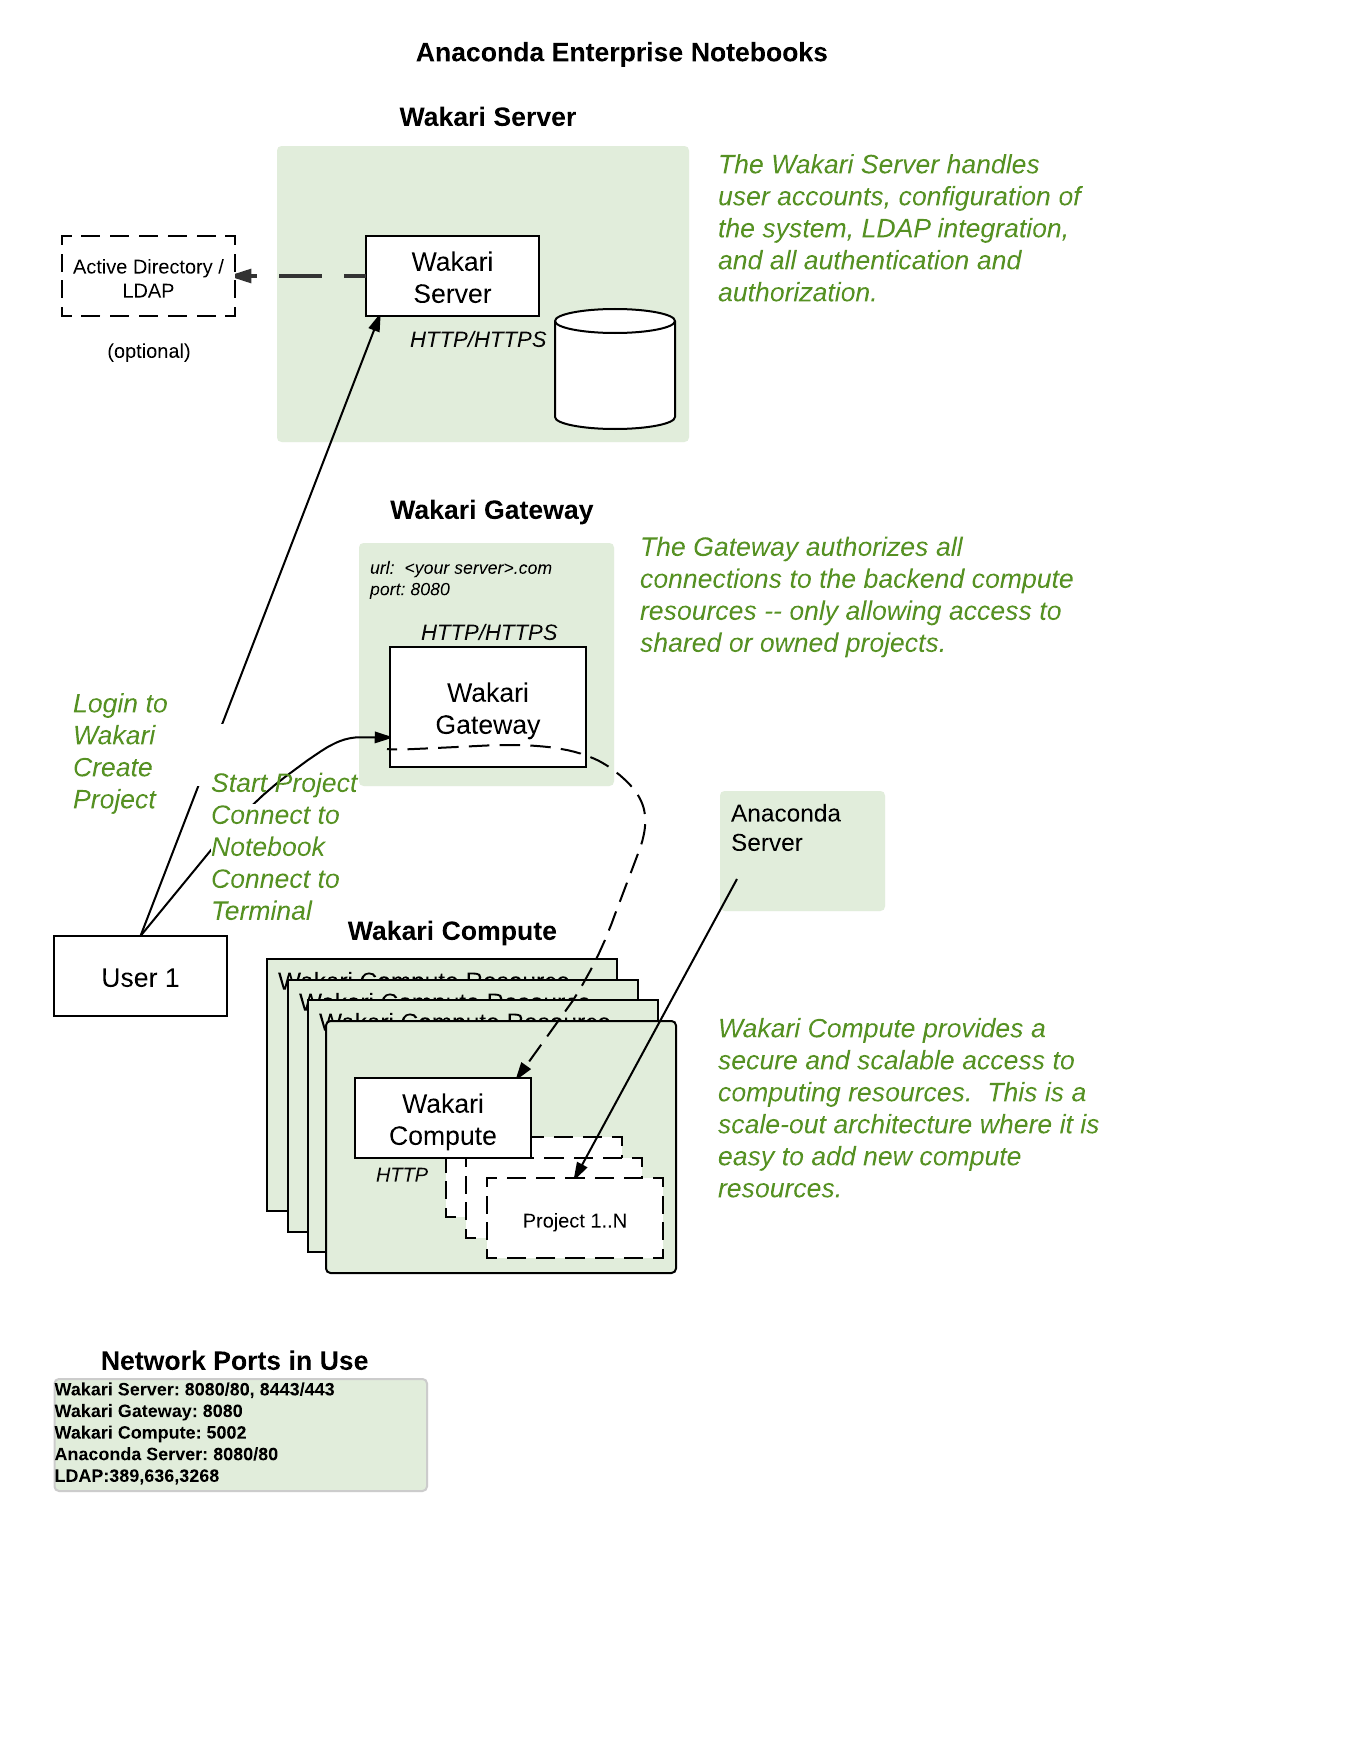 Anaconda Enterprise Notebooks
Wakari Server
The Wakari Server handles
user accounts, configuration of
the system, LDAP integration,
and all authentication and
authorization.
Active Directory /
LDAP
(optional)
Wakari
Server
HTTP/HTTPS
Wakari Gateway
url:  <your server>.com
port: 8080
HTTP/HTTPS
Wakari
Gateway
The Gateway authorizes all
connections to the backend compute
resources -- only allowing access to
shared or owned projects.
Login to
Wakari
Create
Project
Start Project
Connect to
Notebook
Connect to
Terminal
Anaconda
Server
User 1
Wakari Compute
Wakari Compute Resource
Wakari Compute Resource
Wakari Compute Resource
Wakari
Compute
HTTP
Project 1..N
Wakari Compute provides a
secure and scalable access to
computing resources.  This is a
scale-out architecture where it is
easy to add new compute
resources.
Network Ports in Use
Wakari Server: 8080/80, 8443/443
Wakari Gateway: 8080
Wakari Compute: 5002
Anaconda Server: 8080/80
LDAP:389,636,3268